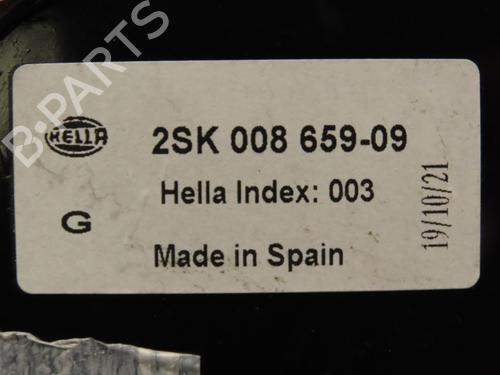 B-PARTS
HELLA
2SK 008 659-09
Hella Index: 003
G
Made in Spain
19/10/21